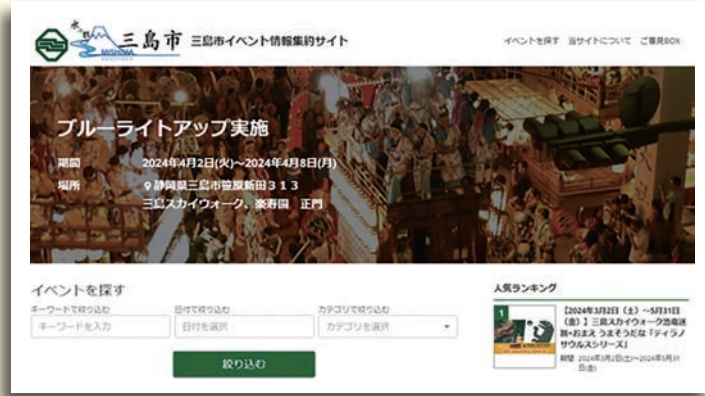 三島市
MISHIMA
三島市イベント情報集約サイト
イベントを探す 当サイトについて ご意見BOX
ブルーライトアップ実施
期間 2024年4月2日(火)~2024年4月8日(月)
場所 静岡県三島市笹原新田313
三島スカイウォーク、楽寿園 正門
イベントを探す
キーワードで絞り込む 日付で絞り込む カテゴリで絞り込む
キーワードを入力 日付を選択 カテゴリを選択
絞り込む
人気ランキング
1
【2024年3月2日(土)~5月31日
(金)】三島スカイウォーク恐竜迷
路×おまえ うまそうだな「ティラノ
サウルスシリーズ」
期間 2024年3月2日(土)~2024年5月31
日(金)